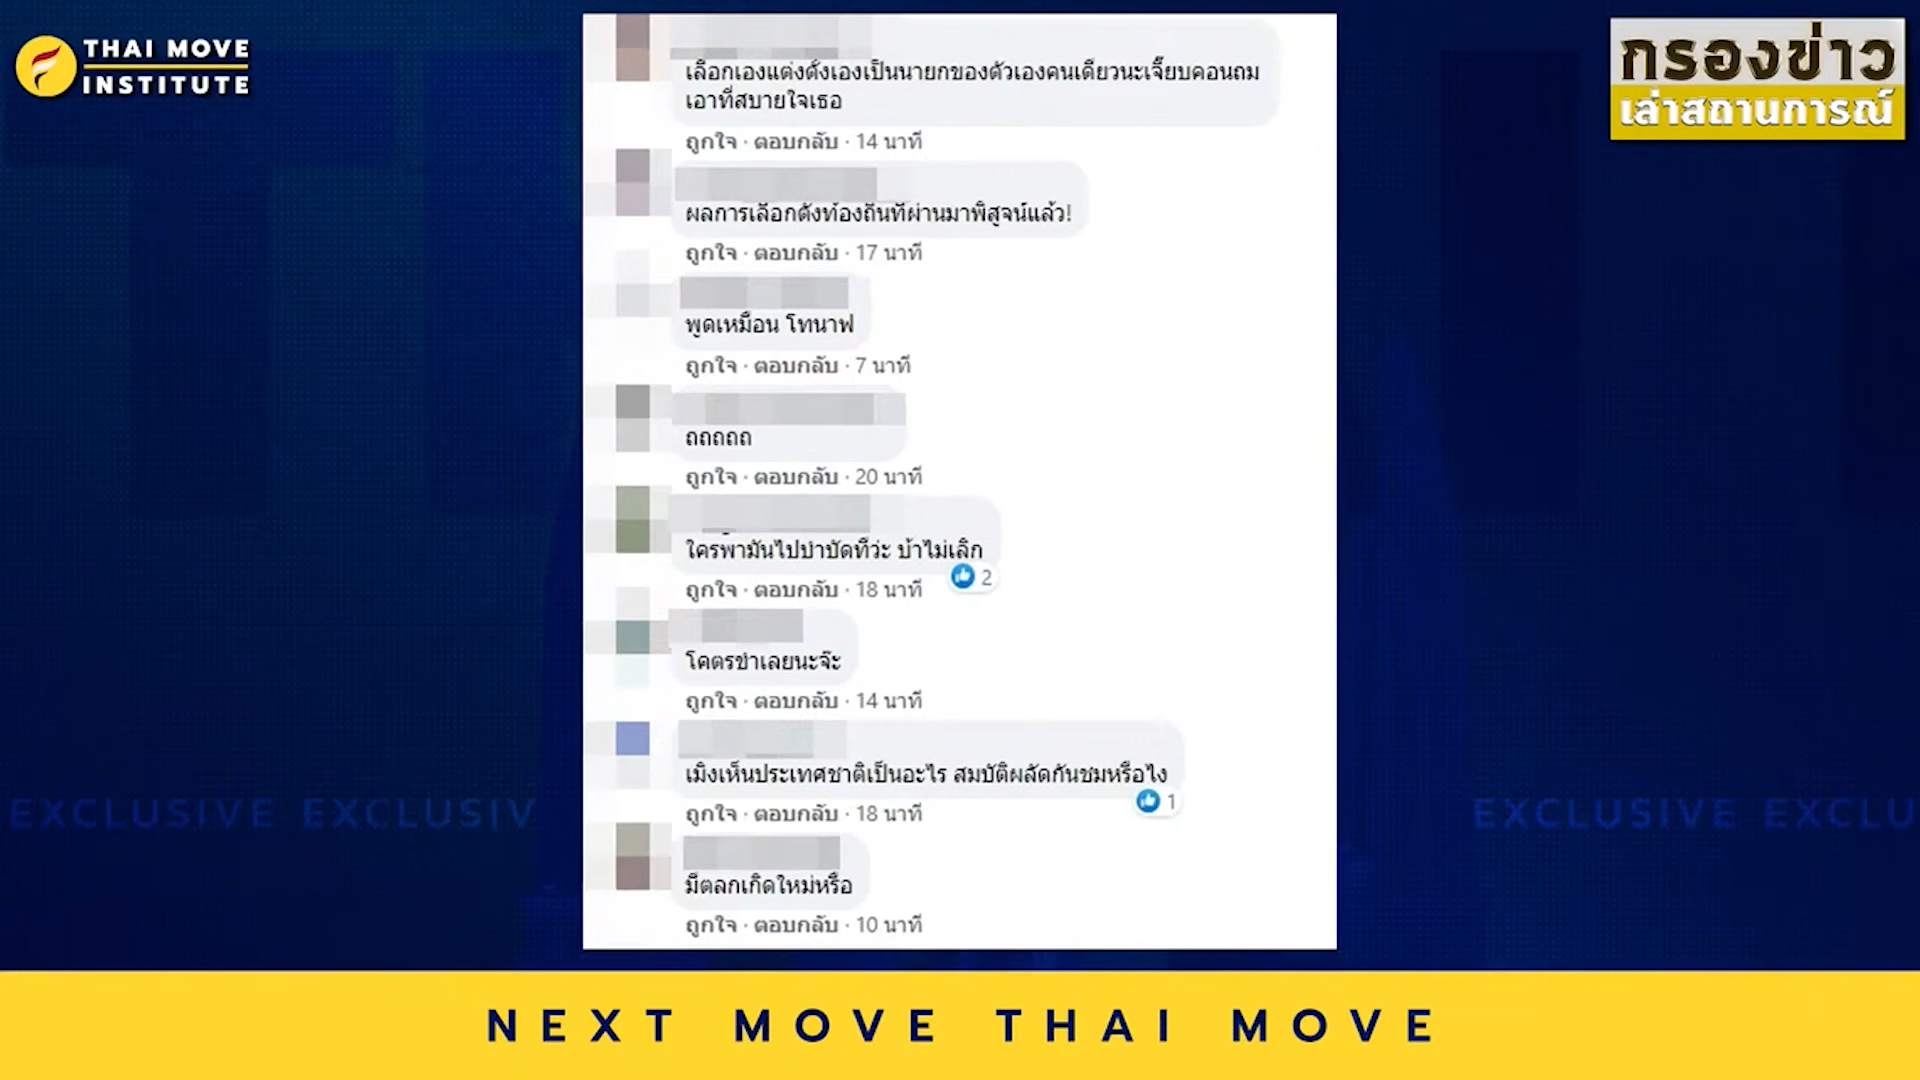 THAI MOVE
INSTITUTE
กรองข่าว
เล่าสถานการณ์
เลือกเองแต่งตั้งเองเป็นนายกของตัวเองคนเดียวนะเจี๊ยบคอนถม
เอาที่สบายใจเธอ
ถูกใจ · ตอบกลับ · 14 นาที
ผลการเลือกตั้งท้องถิ่นที่ผ่านมาพิสูจน์แล้ว!
ถูกใจ · ตอบกลับ · 17 นาที
พูดเหมือน โทนาฟ
ถูกใจ · ตอบกลับ · 7 นาที
ถถถถถ
ถูกใจ · ตอบกลับ · 20 นาที
ใครพามันไปบำบัดทีว่ะ บ้าไม่เลิก
2
ถูกใจ · ตอบกลับ · 18 นาที
โคตรขำเลยนะจ๊ะ
ถูกใจ · ตอบกลับ · 14 นาที
เมิงเห็นประเทศชาติเป็นอะไร สมบัติผลัดกันชมหรือไง
1
ถูกใจ · ตอบกลับ · 18 นาที
มีตลกเกิดใหม่หรือ
ถูกใจ · ตอบกลับ · 10 นาที
EXCLUSIVE EXCLUSIV
EXCLUSIVE EXCLU
NEXT MOVE THAI MOVE